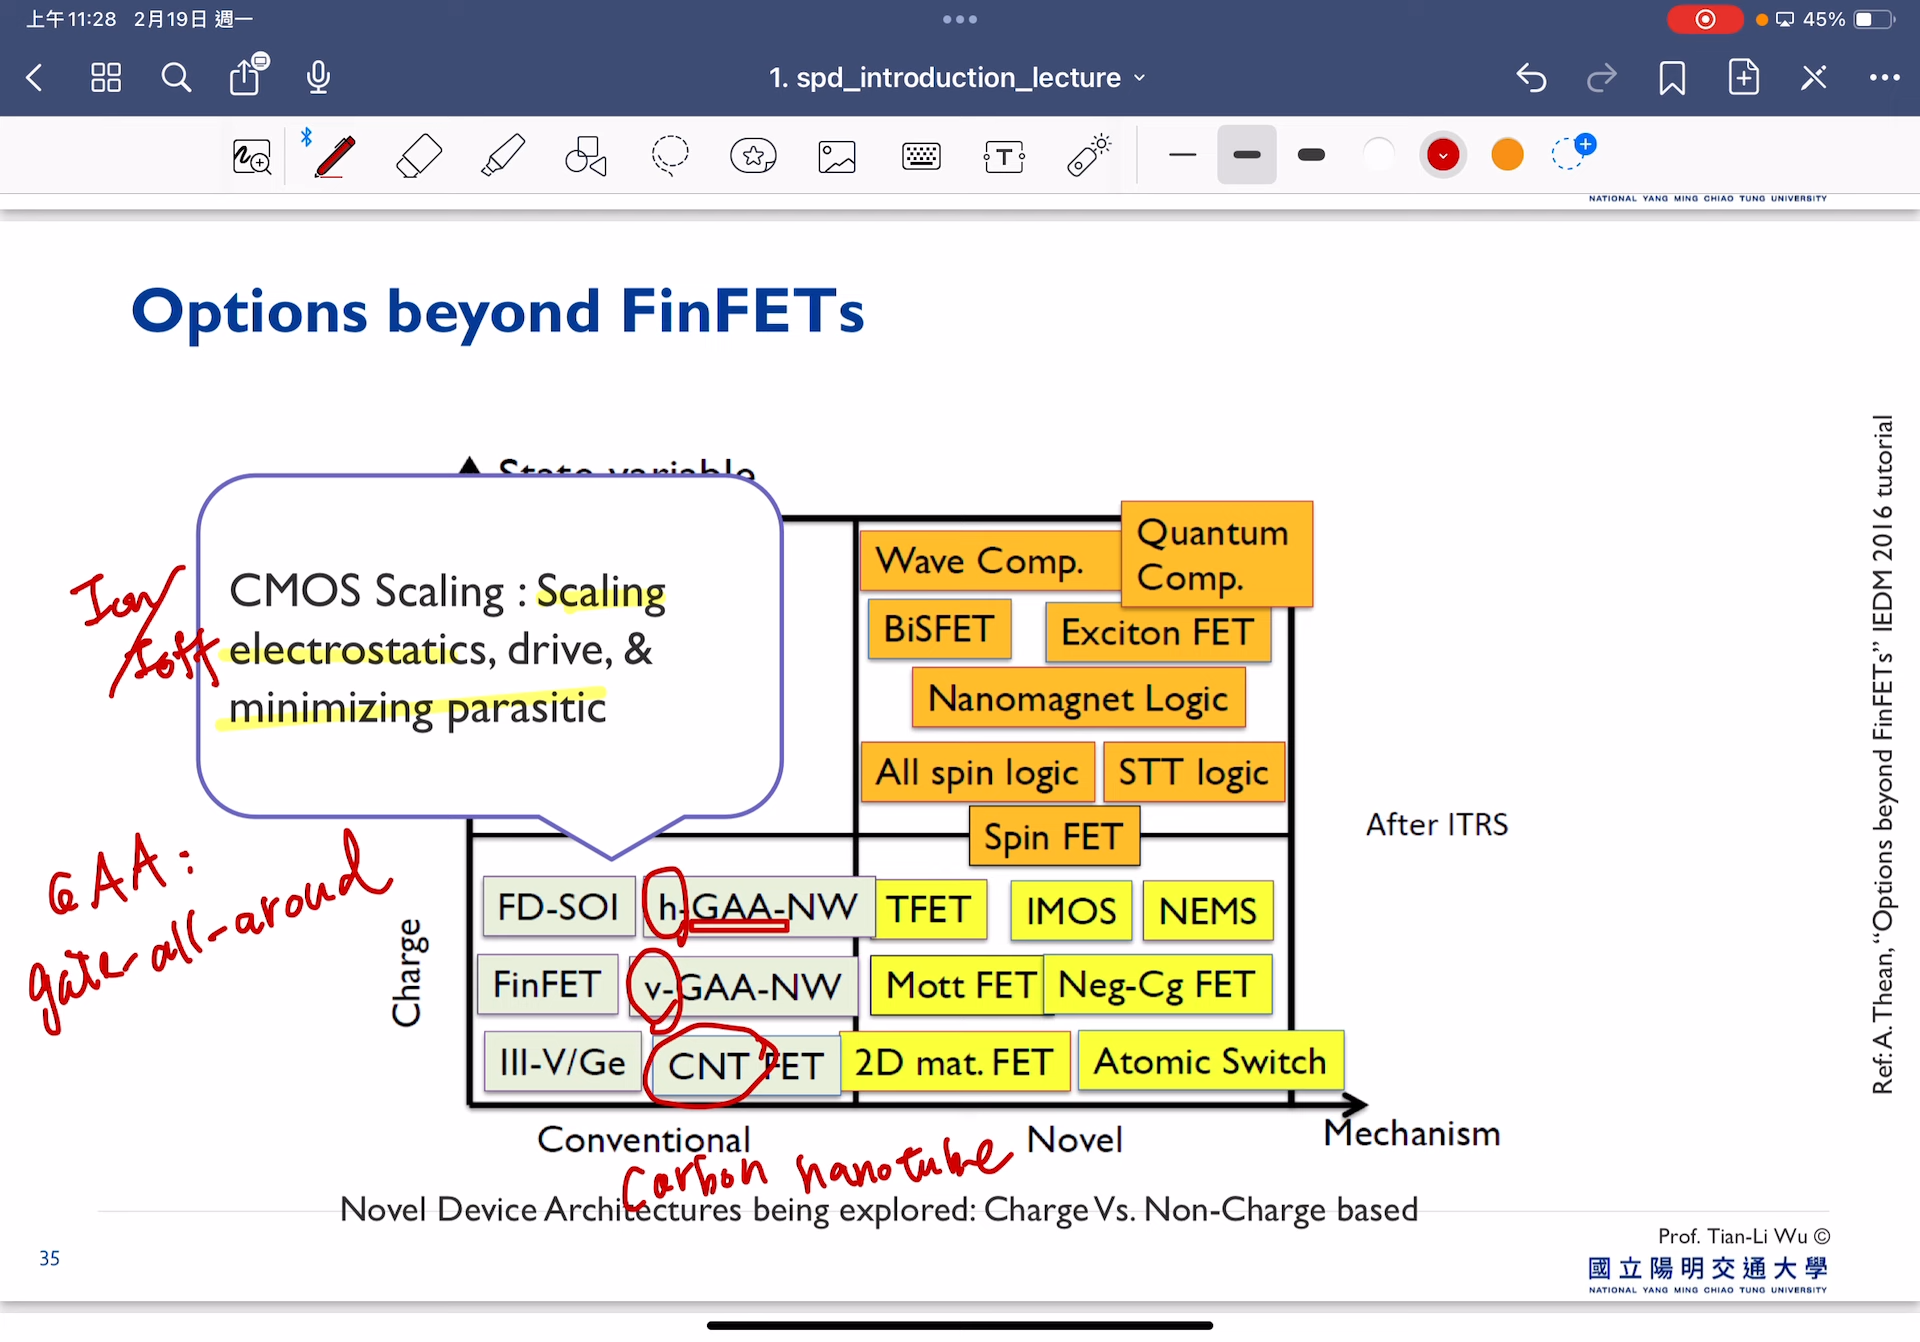 上午11:28 2月19日 週一
45%
1. spd_introduction_lecture
T
NATIONAL YANG MING CHIAO TUNG UNIVERSITY
Options beyond FinFETs
State variable
CMOS Scaling : Scaling
electrostatics, drive, &
minimizing parasitic
Ion/
Ioff
GAA:
gate-all-aroud
Wave Comp.
Quantum
Comp.
BiSFET
Exciton FET
Nanomagnet Logic
All spin logic
STT logic
Spin FET
After ITRS
Charge
FD-SOI
h-GAA-NW
TFET
IMOS
NEMS
FinFET
v-GAA-NW
Mott FET
Neg-Cg FET
III-V/Ge
CNT FET
2D mat. FET
Atomic Switch
Conventional
Novel
Mechanism
Carbon nanotube
Novel Device Architectures being explored: Charge Vs. Non-Charge based
Ref: A. Thean, “Options beyond FinFETs” IEDM 2016 tutorial
35
Prof. Tian-Li Wu ©
國立陽明交通大學
NATIONAL YANG MING CHIAO TUNG UNIVERSITY